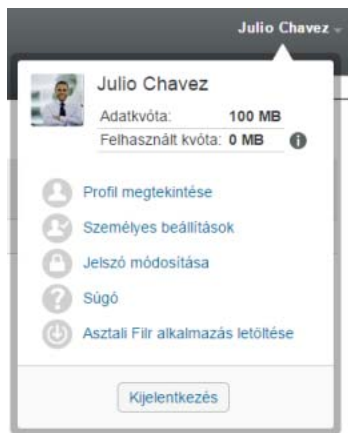 Julio Chavez
Julio Chavez
Adatkvóta: 100 MB
Felhasznált kvóta: 0 MB
Profil megtekintése
Személyes beállítások
Jelszó módosítása
Súgó
Asztali Filr alkalmazás letöltése
Kijelentkezés